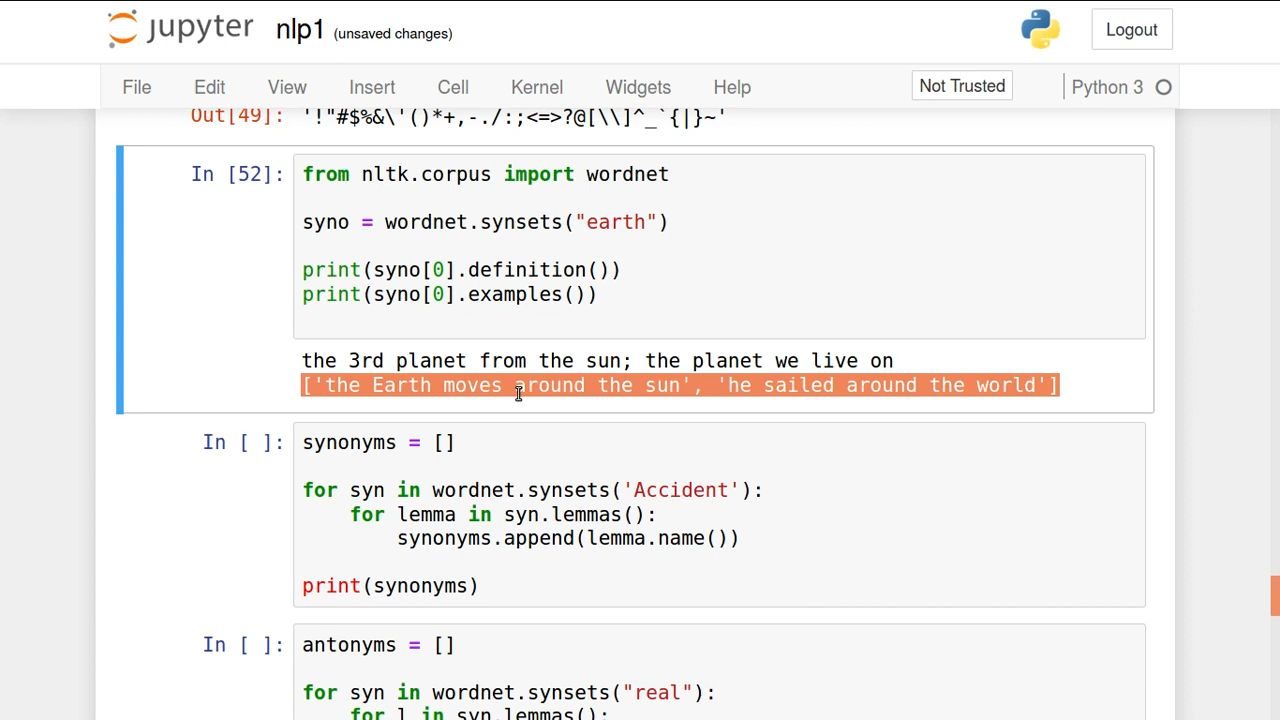 jupyter nlp1 (unsaved changes) Logout
File Edit View Insert Cell Kernel Widgets Help Not Trusted Python 3
Out[49]: '!"#$%&\'()*+,-./:;<=>?@[\\]^_`{|}~'
In [52]: from nltk.corpus import wordnet
syno = wordnet.synsets("earth")
print(syno[0].definition())
print(syno[0].examples())
the 3rd planet from the sun; the planet we live on
['the Earth moves around the sun', 'he sailed around the world']
In [ ]: synonyms = []
for syn in wordnet.synsets('Accident'):
    for lemma in syn.lemmas():
        synonyms.append(lemma.name())
print(synonyms)
In [ ]: antonyms = []
for syn in wordnet.synsets("real"):
    for l in syn.lemmas():